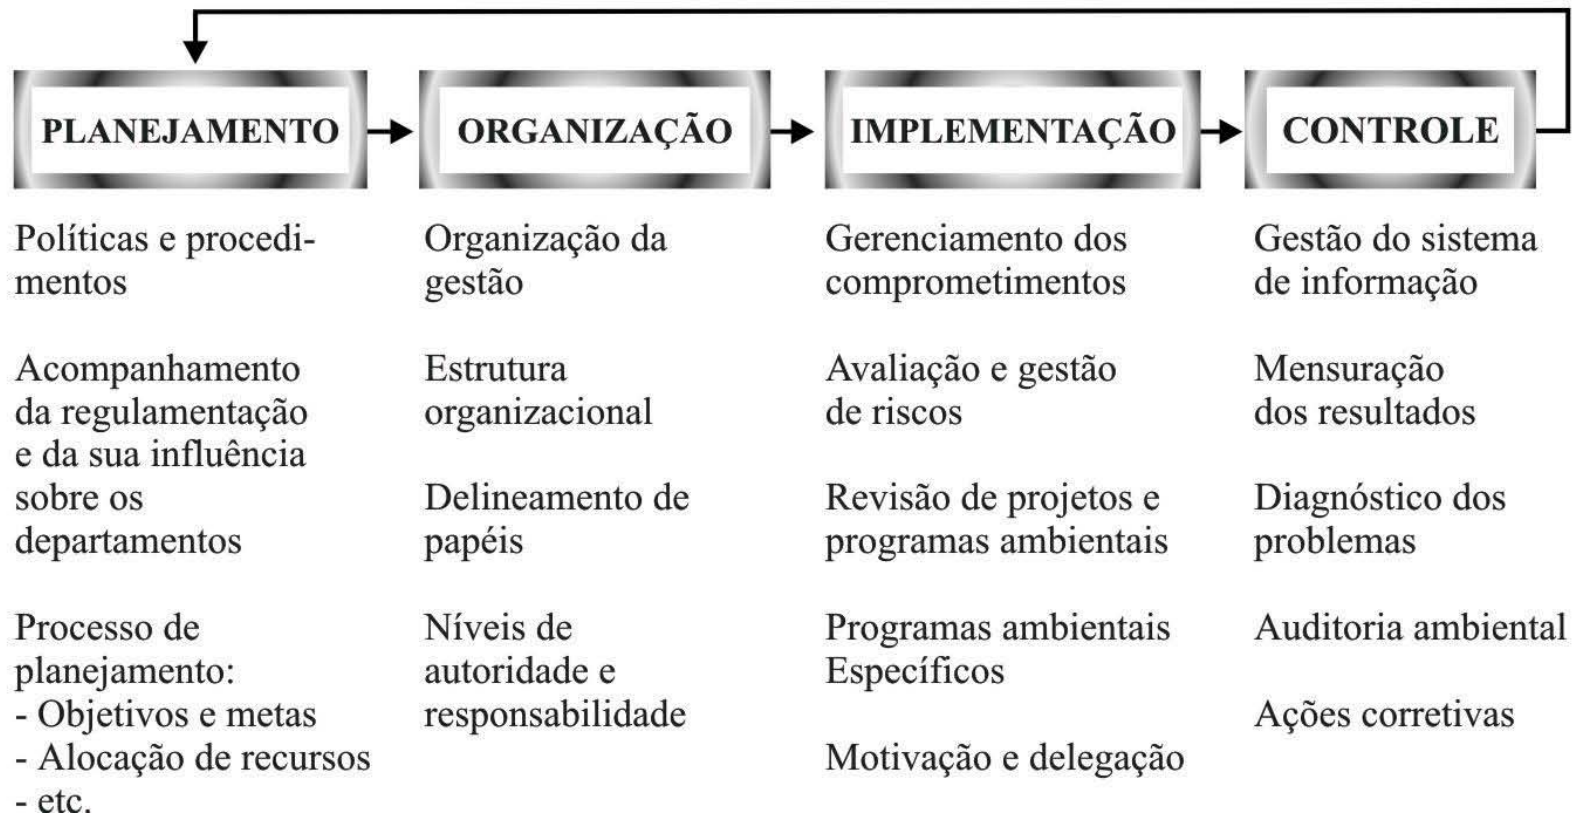 PLANEJAMENTO
ORGANIZAÇÃO
IMPLEMENTAÇÃO
CONTROLE
Políticas e procedi-
mentos
Acompanhamento
da regulamentação
e da sua influência
sobre os
departamentos
Processo de
planejamento:
- Objetivos e metas
- Alocação de recursos
- etc.
Organização da
gestão
Estrutura
organizacional
Delineamento de
papéis
Níveis de
autoridade e
responsabilidade
Gerenciamento dos
comprometimentos
Avaliação e gestão
de riscos
Revisão de projetos e
programas ambientais
Programas ambientais
Específicos
Motivação e delegação
Gestão do sistema
de informação
Mensuração
dos resultados
Diagnóstico dos
problemas
Auditoria ambiental
Ações corretivas